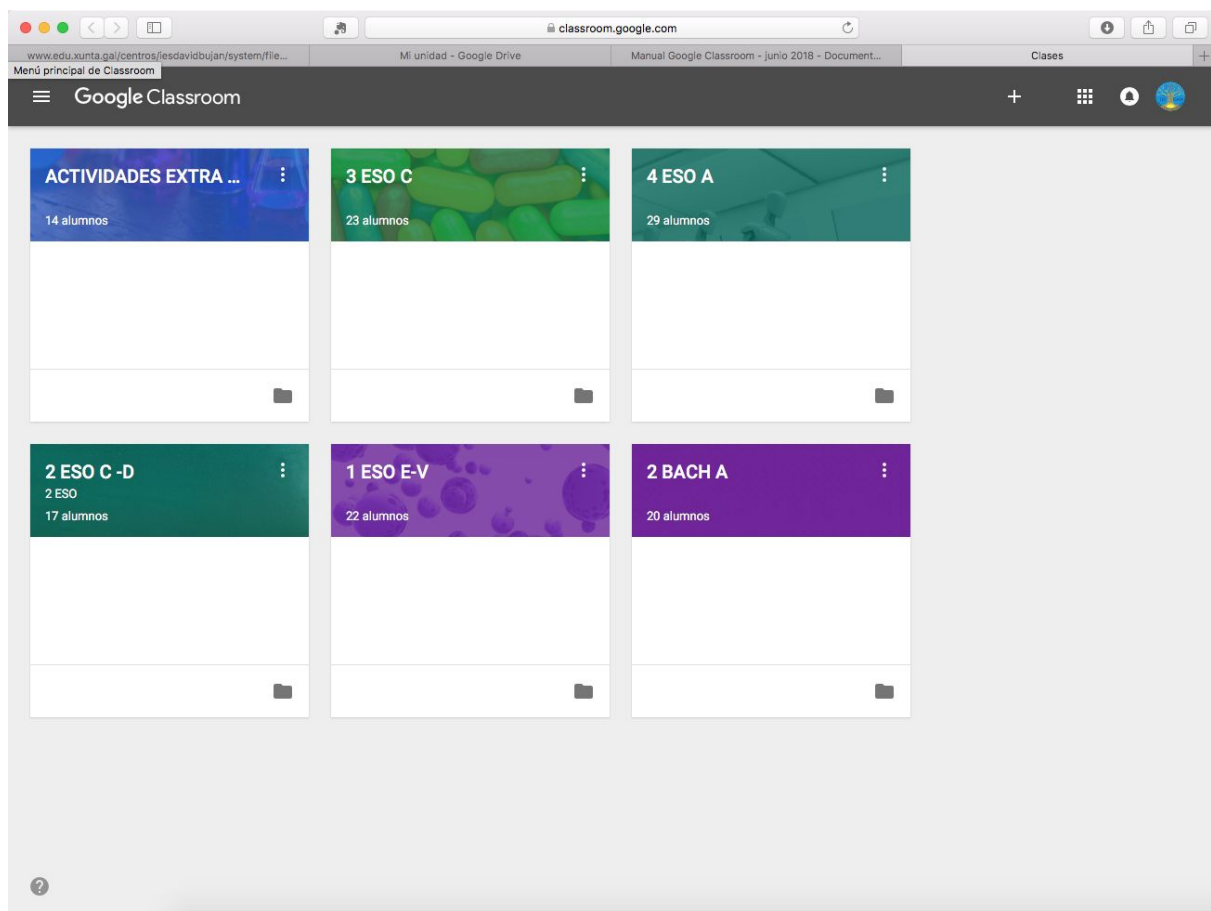 classroom.google.com
www.edu.xunta.gal/centros/iesdavidbujan/system/file...
Mi unidad - Google Drive
Manual Google Classroom - junio 2018 - Document...
Clases
Menú principal de Classroom
Google Classroom
ACTIVIDADES EXTRA ...
14 alumnos
3 ESO C
23 alumnos
4 ESO A
29 alumnos
2 ESO C -D
2 ESO
17 alumnos
1 ESO E-V
22 alumnos
2 BACH A
20 alumnos